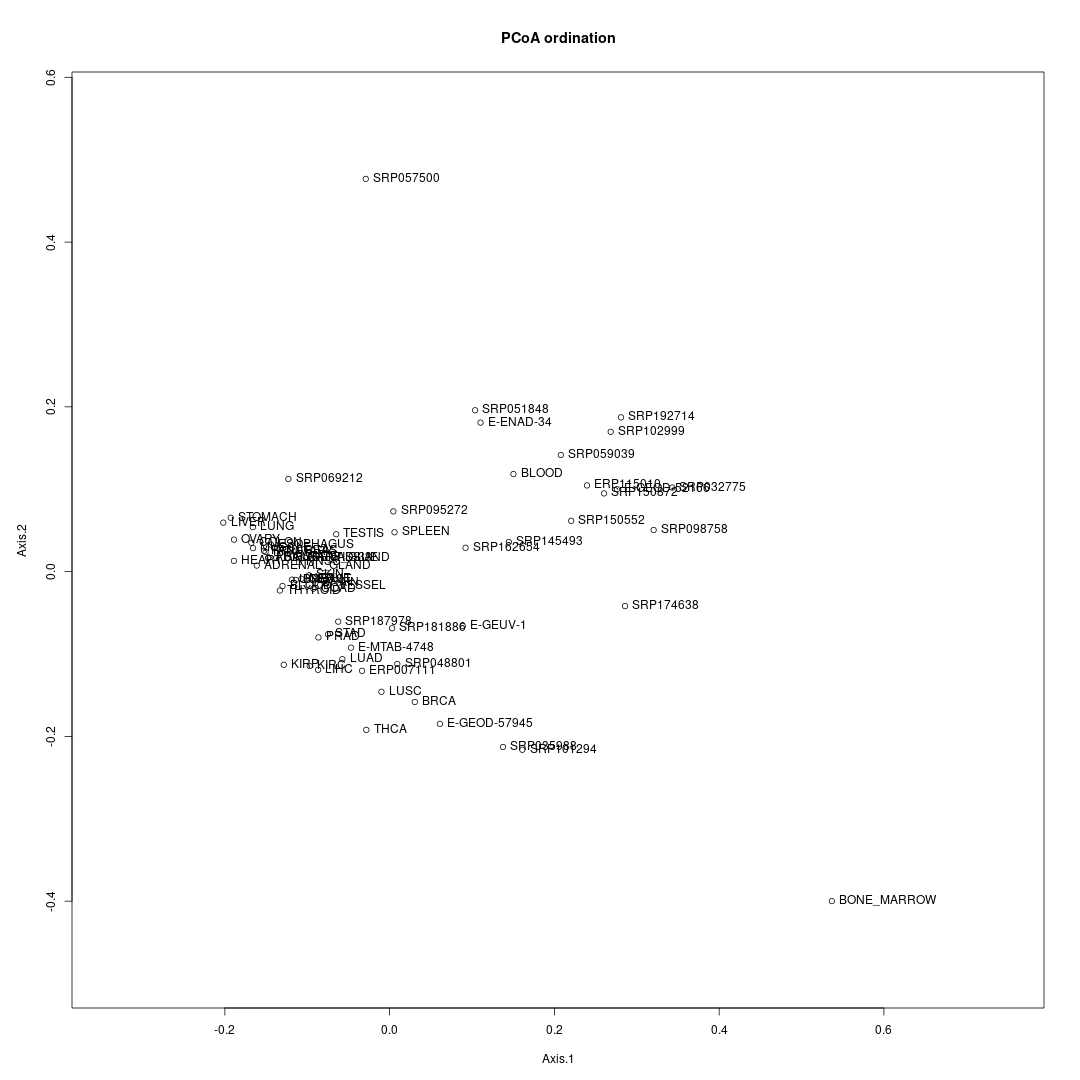 PCoA ordination
0.6
SRP057500
0.4
SRP051848
0.2
SRP192714
E-ENAD-34
SRP102999
SRP059039
BLOOD
SRP069212
SRP032775
SRP150872
SRP095272
STOMACH
LIVER
LUNG
SRP150552
SRP098758
TESTIS
SPLEEN
OVARY
SRP145493
SRP162654
Axis.2
0.0
ADRENAL_GLAND
SKIN
THYROID
SRP174638
SRP187978
E-GEUV-1
SRP181886
STAD
PRAD
E-MTAB-4748
LUAD
SRP048801
KIRP
KIRC
LIHC
ERP007111
LUSC
BRCA
-0.2
E-GEOD-57945
THCA
SRP101294
-0.4
BONE_MARROW
-0.2
0.0
0.2
0.4
0.6
Axis.1